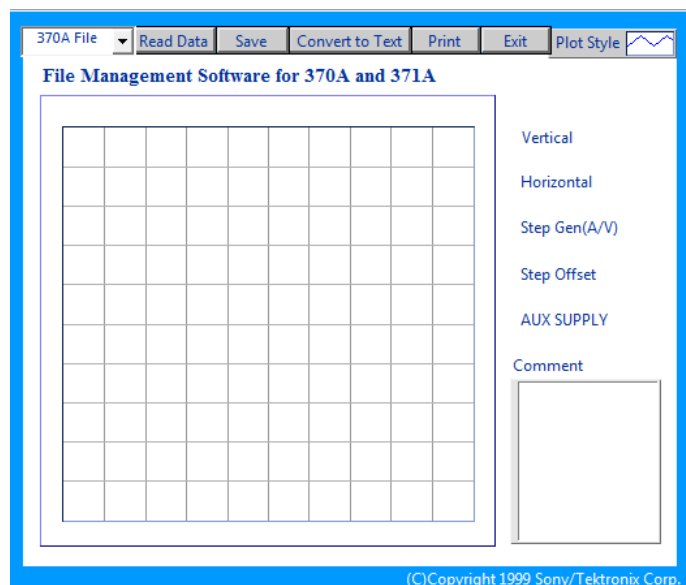 370A File Read Data Save Convert to Text Print Exit Plot Style
File Management Software for 370A and 371A
Vertical
Horizontal
Step Gen(A/V)
Step Offset
AUX SUPPLY
Comment
(C)Copyright 1999 Sony/Tektronix Corp.